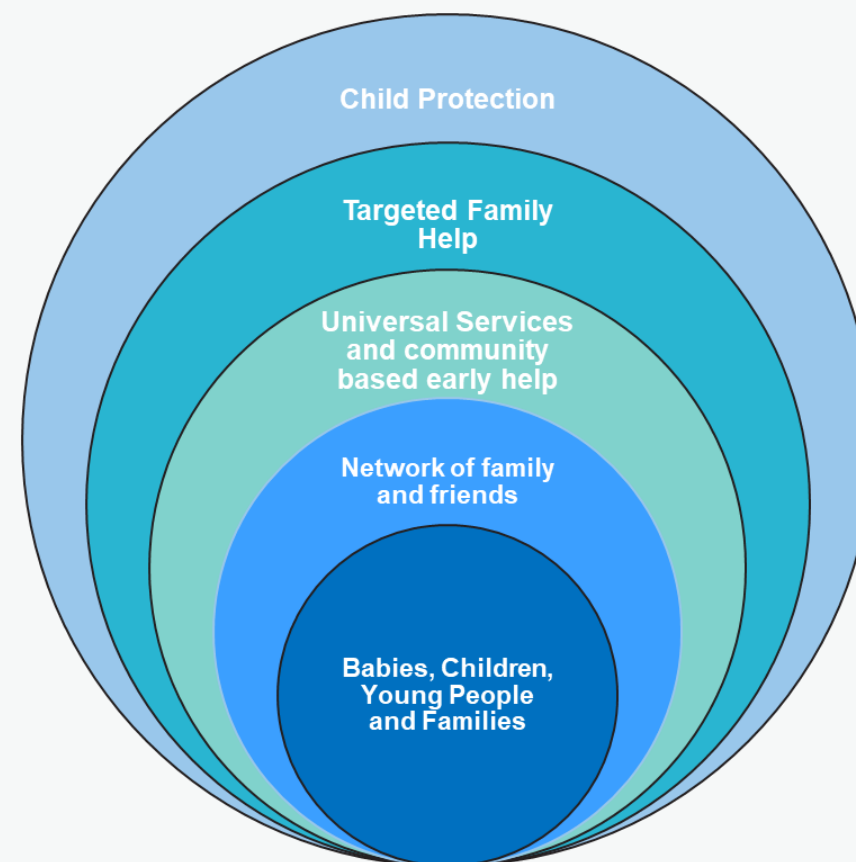 Child Protection
Targeted Family
Help
Universal Services
and community
based early help
Network of family
and friends
Babies, Children,
Young People
and Families